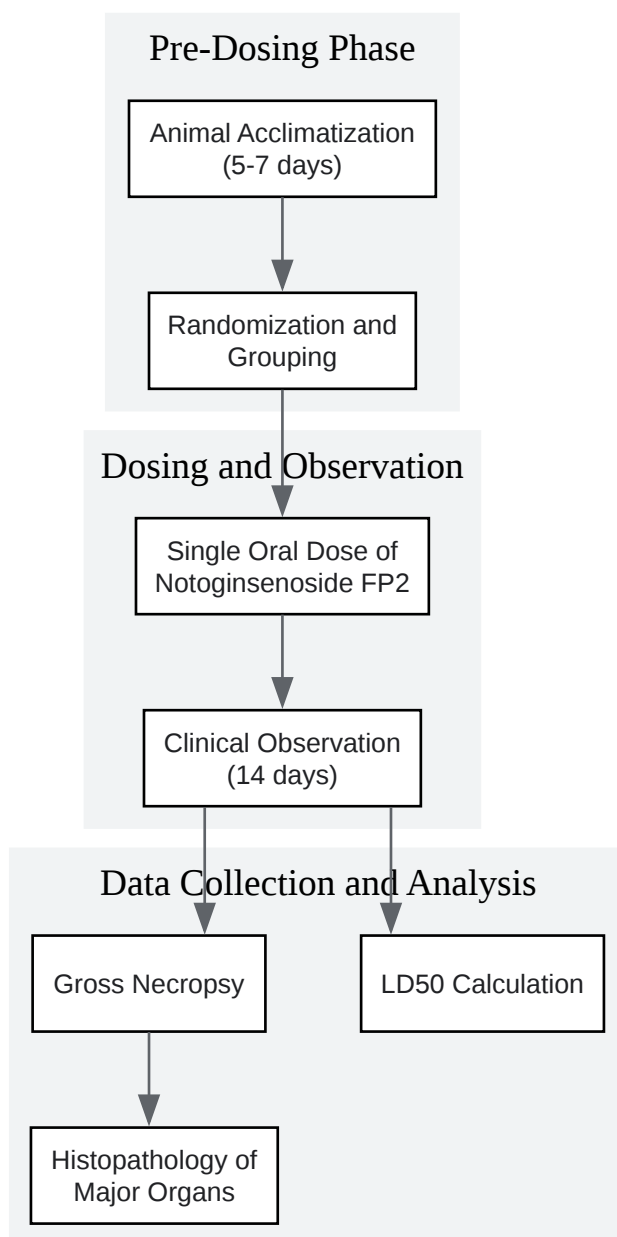 Pre-Dosing Phase
Animal Acclimatization
(5-7 days)
Randomization and
Grouping
Dosing and Observation
Single Oral Dose of
Notoginsenoside FP2
Clinical Observation
(14 days)
Data Collection and Analysis
Gross Necropsy
LD50 Calculation
Histopathology of
Major Organs